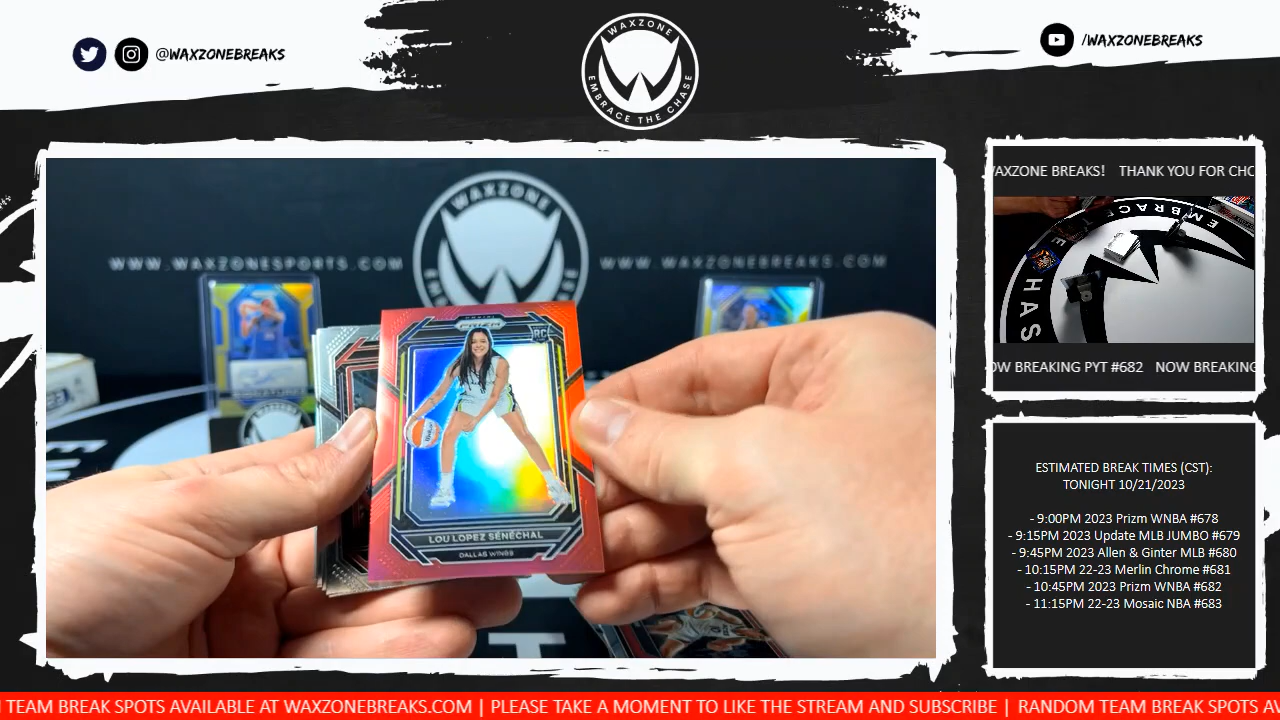 @WAXZONEBREAKS
WAXZONE
EMBRACE THE CHASE
/WAXZONEBREAKS
WAXZONE
WWW.WAXZONESPORTS.COM
WWW.WAXZONEBREAKS.COM
PRIZM
RC
LOU LOPEZ SÉNÉCHAL
DALLAS WINGS
WAXZONE BREAKS! THANK YOU FOR CHO
EMBRACE
HAS
OW BREAKING PYT #682 NOW BREAKING
ESTIMATED BREAK TIMES (CST):
TONIGHT 10/21/2023
- 9:00PM 2023 Prizm WNBA #678
- 9:15PM 2023 Update MLB JUMBO #679
- 9:45PM 2023 Allen & Ginter MLB #680
- 10:15PM 22-23 Merlin Chrome #681
- 10:45PM 2023 Prizm WNBA #682
- 11:15PM 22-23 Mosaic NBA #683
TEAM BREAK SPOTS AVAILABLE AT WAXZONEBREAKS.COM | PLEASE TAKE A MOMENT TO LIKE THE STREAM AND SUBSCRIBE | RANDOM TEAM BREAK SPOTS AV